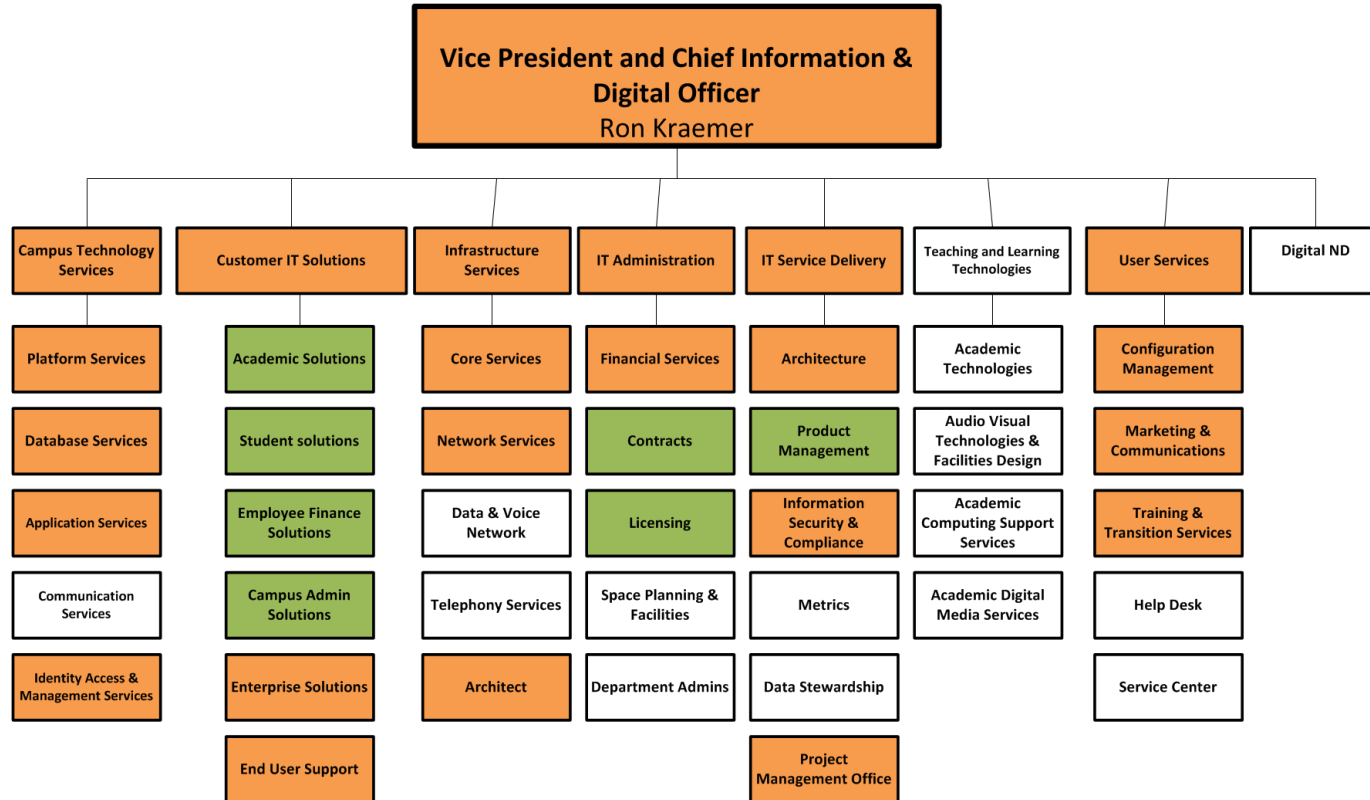 Vice President and Chief Information &
Digital Officer
Ron Kraemer
Campus Technology
Services
Customer IT Solutions
Infrastructure
Services
IT Administration
IT Service Delivery
Teaching and Learning
Technologies
User Services
Digital ND
Platform Services
Academic Solutions
Core Services
Financial Services
Architecture
Academic
Technologies
Configuration
Management
Database Services
Student solutions
Network Services
Contracts
Product
Management
Audio Visual
Technologies &
Facilities Design
Marketing &
Communications
Application Services
Employee Finance
Solutions
Data & Voice
Network
Licensing
Information
Security &
Compliance
Academic
Computing Support
Services
Training &
Transition Services
Communication
Services
Campus Admin
Solutions
Telephony Services
Space Planning &
Facilities
Metrics
Academic Digital
Media Services
Help Desk
Identity Access &
Management Services
Enterprise Solutions
Architect
Department Admins
Data Stewardship
Service Center
End User Support
Project
Management Office